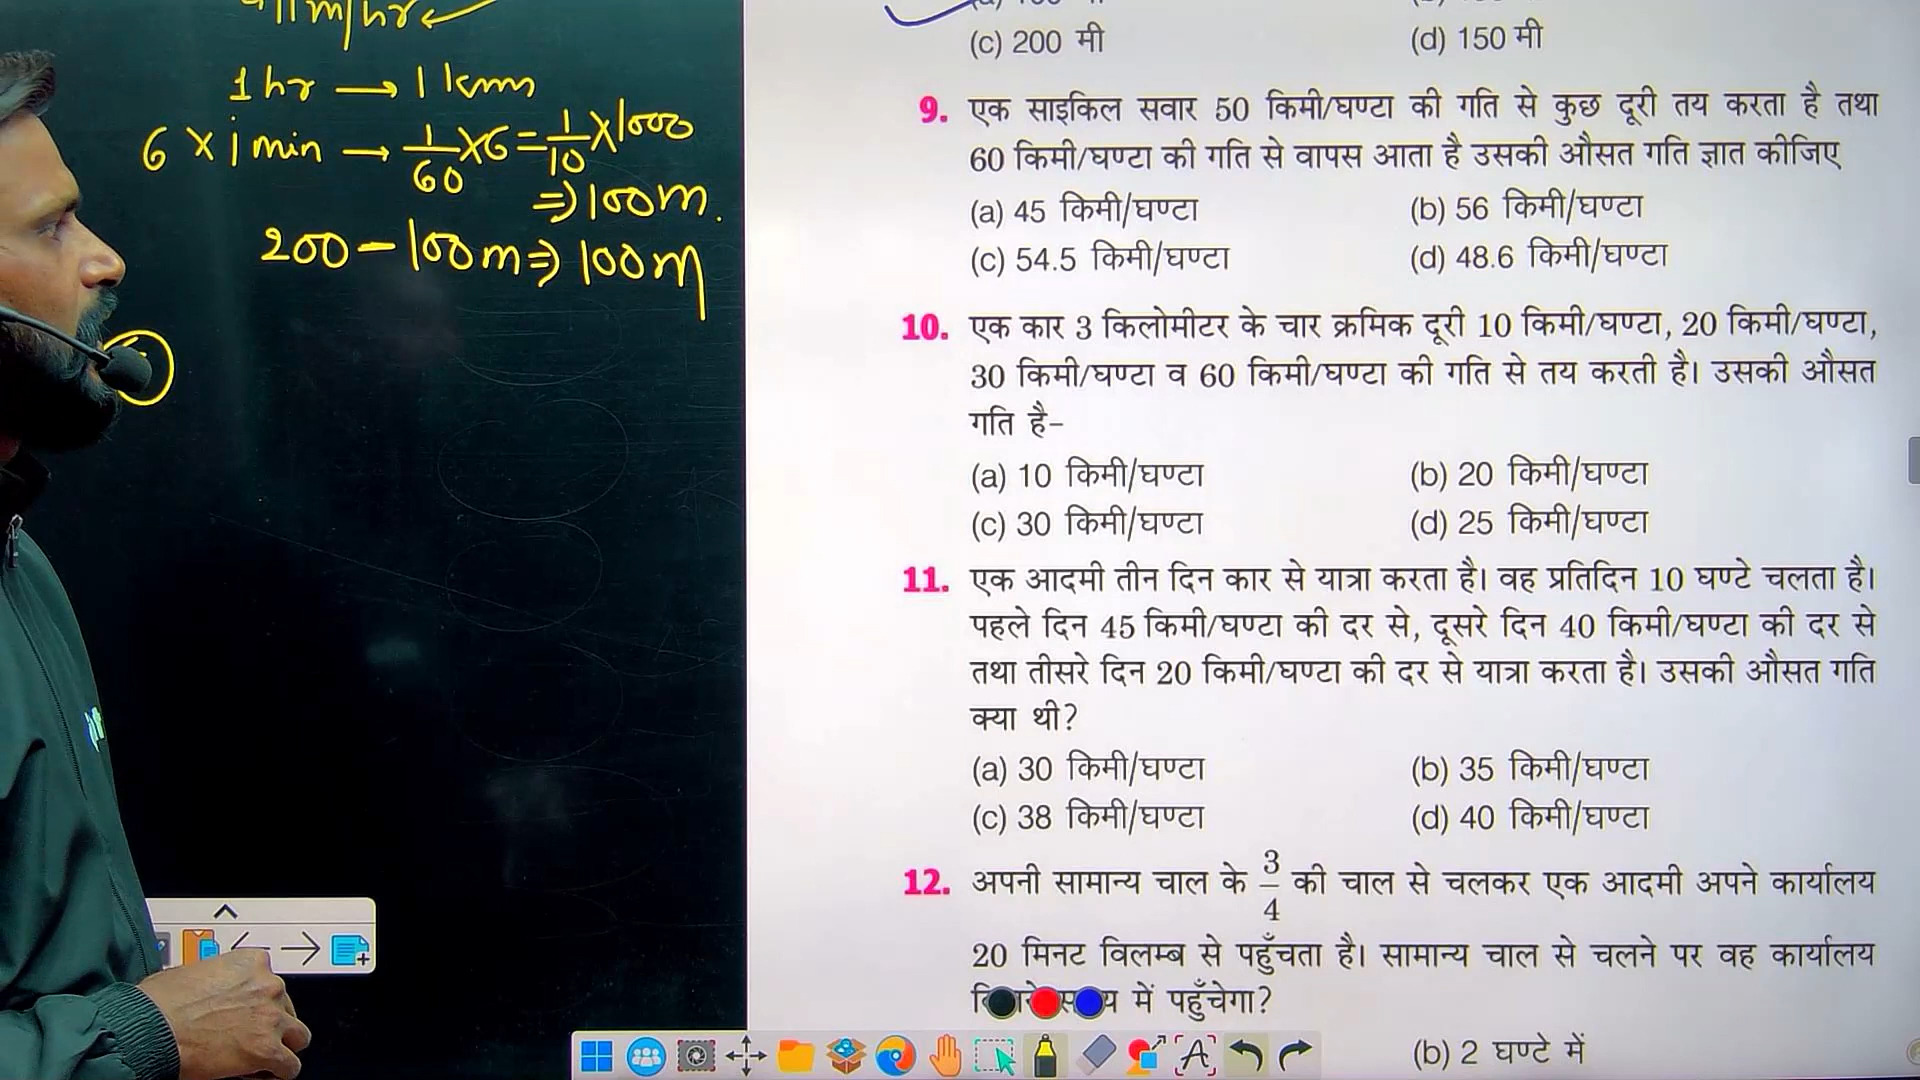 m/hr
1 hr → 1 km
6 × 1 min → 1/60 × 6 = 1/10 × 1000
⇒ 100m.
200 - 100m ⇒ 100m
(c) 200 मी
(d) 150 मी
9. एक साइकिल सवार 50 किमी/घण्टा की गति से कुछ दूरी तय करता है तथा
60 किमी/घण्टा की गति से वापस आता है उसकी औसत गति ज्ञात कीजिए
(a) 45 किमी/घण्टा
(b) 56 किमी/घण्टा
(c) 54.5 किमी/घण्टा
(d) 48.6 किमी/घण्टा
10. एक कार 3 किलोमीटर के चार क्रमिक दूरी 10 किमी/घण्टा, 20 किमी/घण्टा,
30 किमी/घण्टा व 60 किमी/घण्टा की गति से तय करती है। उसकी औसत
गति है-
(a) 10 किमी/घण्टा
(b) 20 किमी/घण्टा
(c) 30 किमी/घण्टा
(d) 25 किमी/घण्टा
11. एक आदमी तीन दिन कार से यात्रा करता है। वह प्रतिदिन 10 घण्टे चलता है।
पहले दिन 45 किमी/घण्टा की दर से, दूसरे दिन 40 किमी/घण्टा की दर से
तथा तीसरे दिन 20 किमी/घण्टा की दर से यात्रा करता है। उसकी औसत गति
क्या थी?
(a) 30 किमी/घण्टा
(b) 35 किमी/घण्टा
(c) 38 किमी/घण्टा
(d) 40 किमी/घण्टा
12. अपनी सामान्य चाल के 3/4 की चाल से चलकर एक आदमी अपने कार्यालय
20 मिनट विलम्ब से पहुँचता है। सामान्य चाल से चलने पर वह कार्यालय
में पहुँचेगा?
(b) 2 घण्टे में